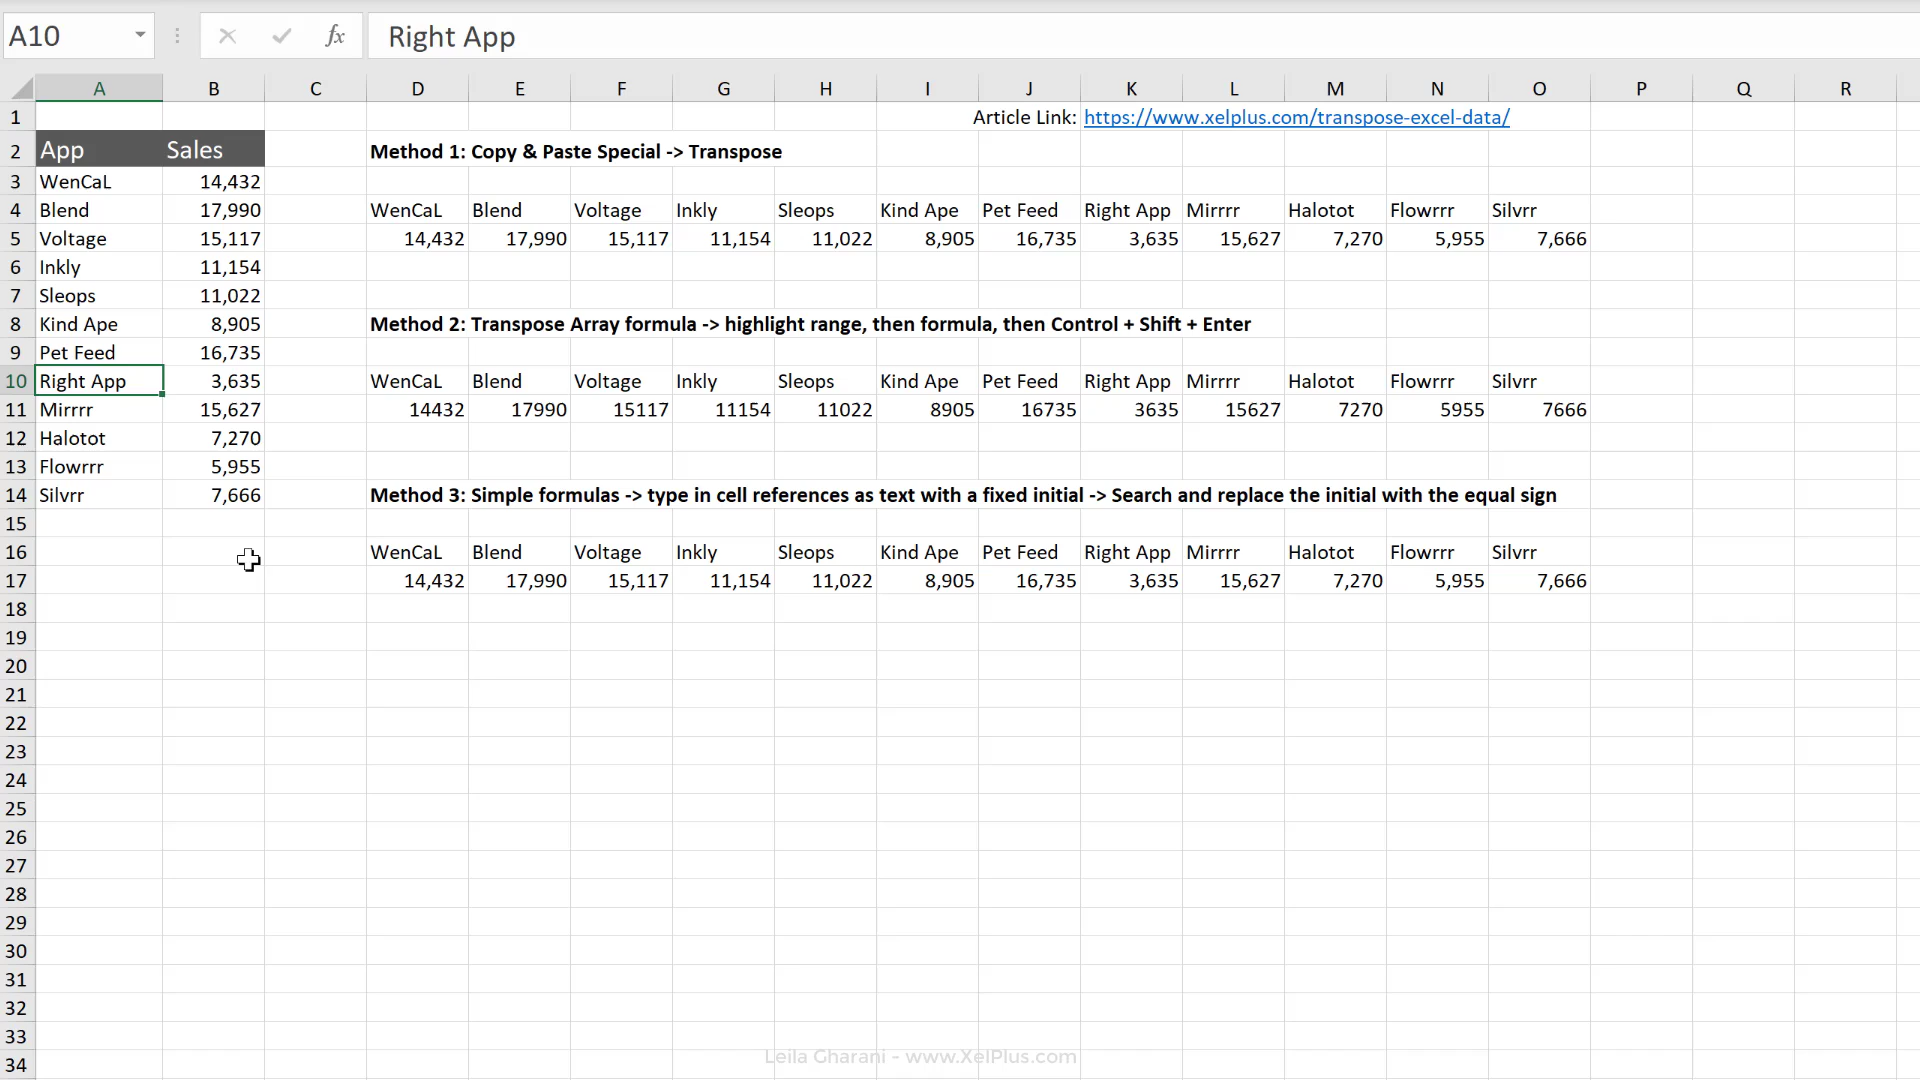 A10 fx Right App
A B C D E F G H I J K L M N O P Q R
1 Article Link: https://www.xelplus.com/transpose-excel-data/
2 App Sales Method 1: Copy & Paste Special -> Transpose
3 WenCaL 14,432
4 Blend 17,990 WenCaL Blend Voltage Inkly Sleops Kind Ape Pet Feed Right App Mirrrr Halotot Flowrrr Silvrr
5 Voltage 15,117 14,432 17,990 15,117 11,154 11,022 8,905 16,735 3,635 15,627 7,270 5,955 7,666
6 Inkly 11,154
7 Sleops 11,022
8 Kind Ape 8,905 Method 2: Transpose Array formula -> highlight range, then formula, then Control + Shift + Enter
9 Pet Feed 16,735
10 Right App 3,635 WenCaL Blend Voltage Inkly Sleops Kind Ape Pet Feed Right App Mirrrr Halotot Flowrrr Silvrr
11 Mirrrr 15,627 14432 17990 15117 11154 11022 8905 16735 3635 15627 7270 5955 7666
12 Halotot 7,270
13 Flowrrr 5,955
14 Silvrr 7,666 Method 3: Simple formulas -> type in cell references as text with a fixed initial -> Search and replace the initial with the equal sign
15
16 WenCaL Blend Voltage Inkly Sleops Kind Ape Pet Feed Right App Mirrrr Halotot Flowrrr Silvrr
17 14,432 17,990 15,117 11,154 11,022 8,905 16,735 3,635 15,627 7,270 5,955 7,666
18
19
20
21
22
23
24
25
26
27
28
29
30
31
32
33
34 Leila Gharani - www.XelPlus.com